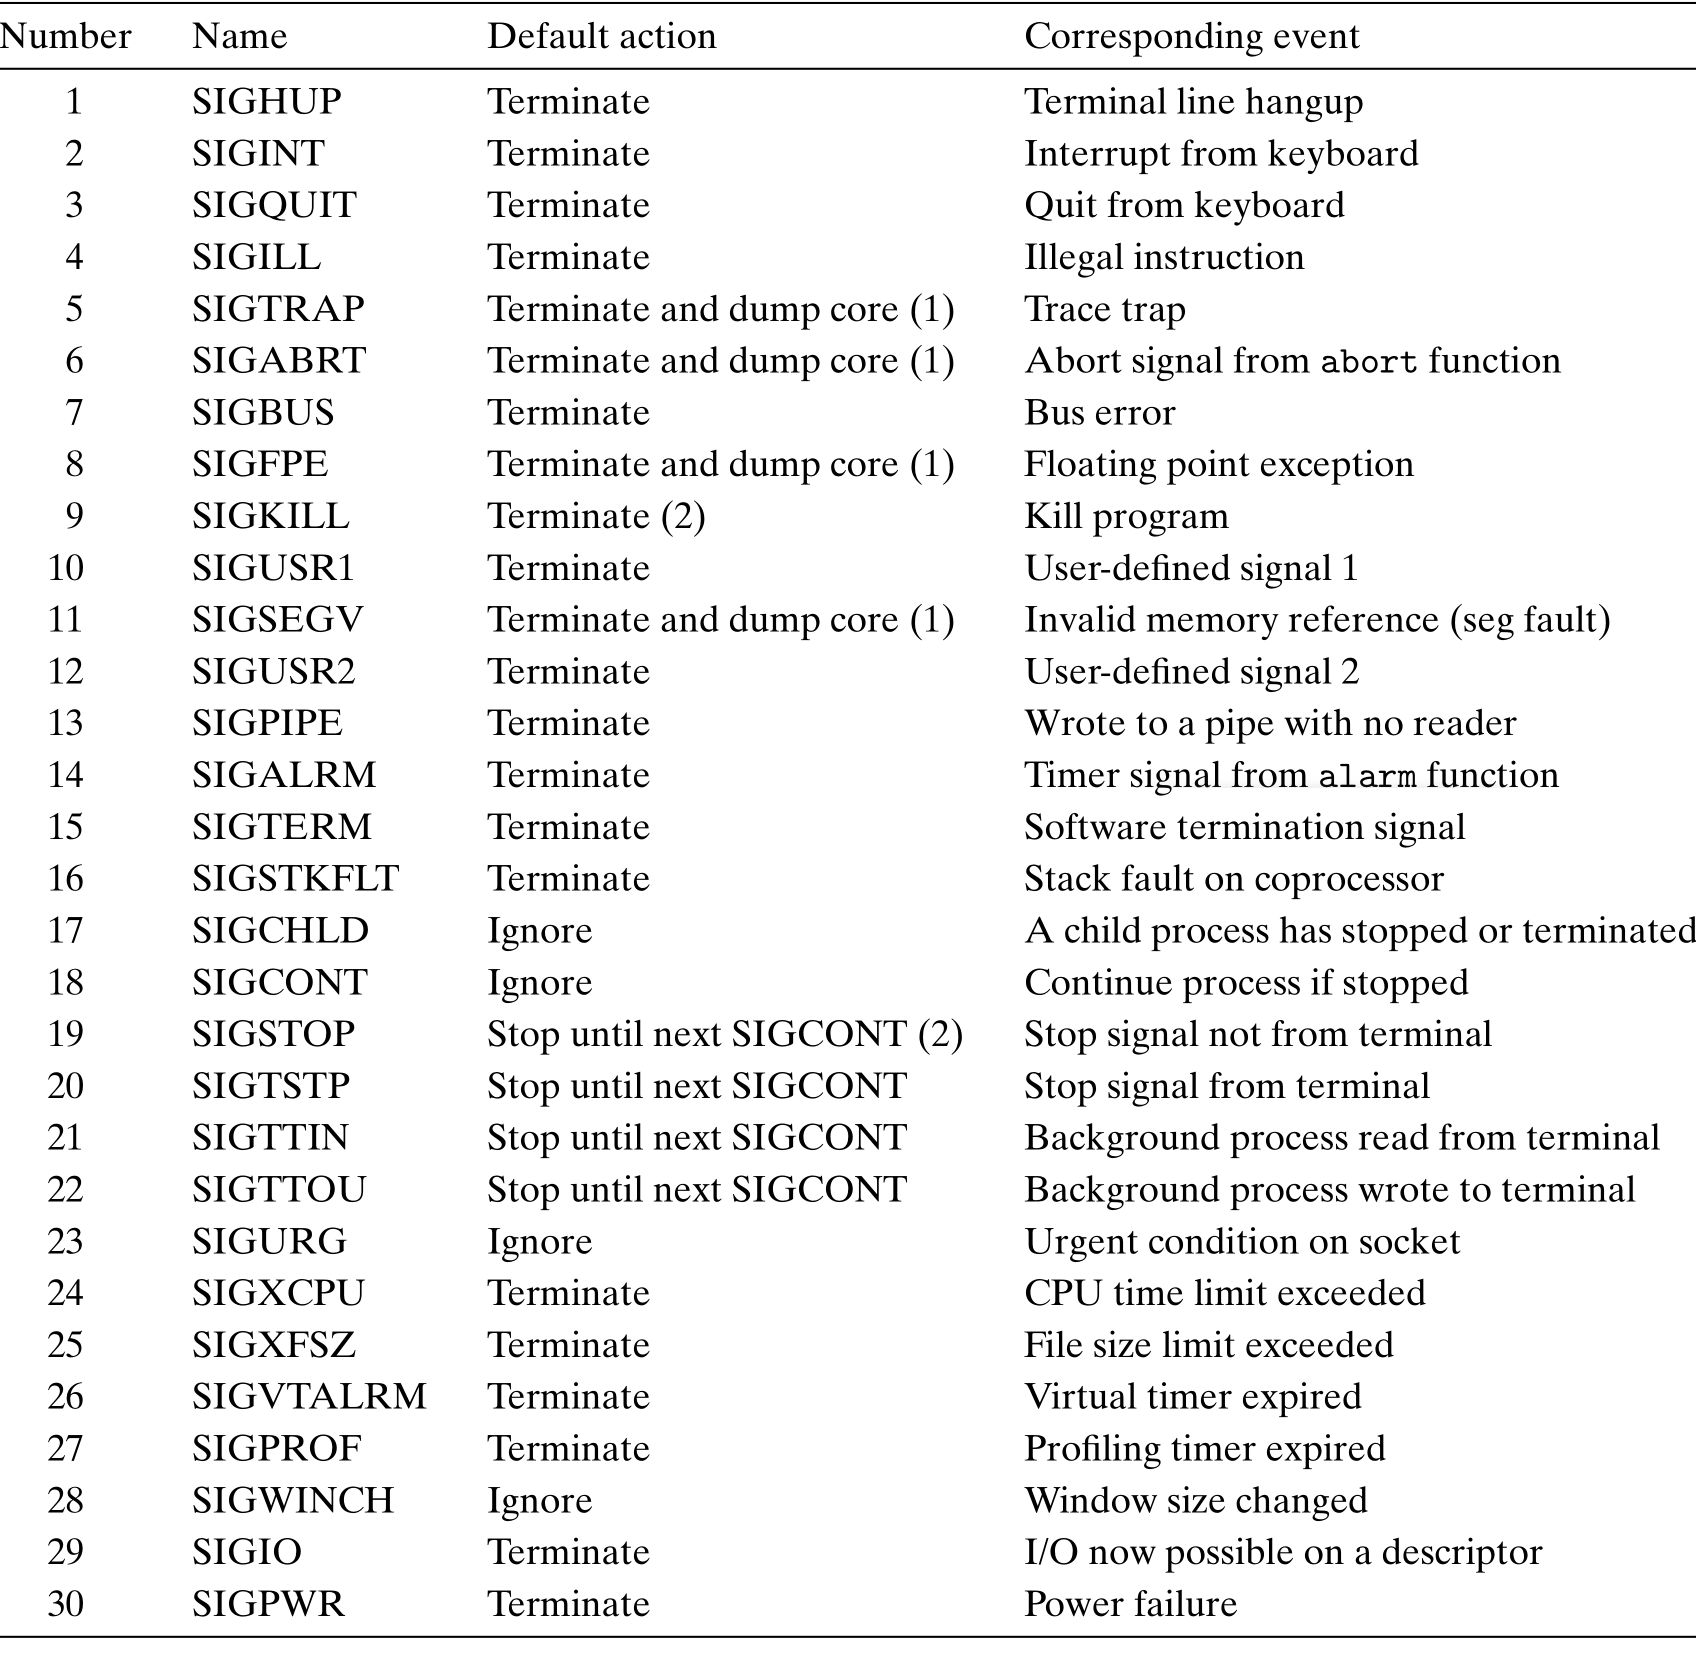 Number Name Default action Corresponding event
1 SIGHUP Terminate Terminal line hangup
2 SIGINT Terminate Interrupt from keyboard
3 SIGQUIT Terminate Quit from keyboard
4 SIGILL Terminate Illegal instruction
5 SIGTRAP Terminate and dump core (1) Trace trap
6 SIGABRT Terminate and dump core (1) Abort signal from abort function
7 SIGBUS Terminate Bus error
8 SIGFPE Terminate and dump core (1) Floating point exception
9 SIGKILL Terminate (2) Kill program
10 SIGUSR1 Terminate User-defined signal 1
11 SIGSEGV Terminate and dump core (1) Invalid memory reference (seg fault)
12 SIGUSR2 Terminate User-defined signal 2
13 SIGPIPE Terminate Wrote to a pipe with no reader
14 SIGALRM Terminate Timer signal from alarm function
15 SIGTERM Terminate Software termination signal
16 SIGSTKFLT Terminate Stack fault on coprocessor
17 SIGCHLD Ignore A child process has stopped or terminated
18 SIGCONT Ignore Continue process if stopped
19 SIGSTOP Stop until next SIGCONT (2) Stop signal not from terminal
20 SIGTSTP Stop until next SIGCONT Stop signal from terminal
21 SIGTTIN Stop until next SIGCONT Background process read from terminal
22 SIGTTOU Stop until next SIGCONT Background process wrote to terminal
23 SIGURG Ignore Urgent condition on socket
24 SIGXCPU Terminate CPU time limit exceeded
25 SIGXFSZ Terminate File size limit exceeded
26 SIGVTALRM Terminate Virtual timer expired
27 SIGPROF Terminate Profiling timer expired
28 SIGWINCH Ignore Window size changed
29 SIGIO Terminate I/O now possible on a descriptor
30 SIGPWR Terminate Power failure